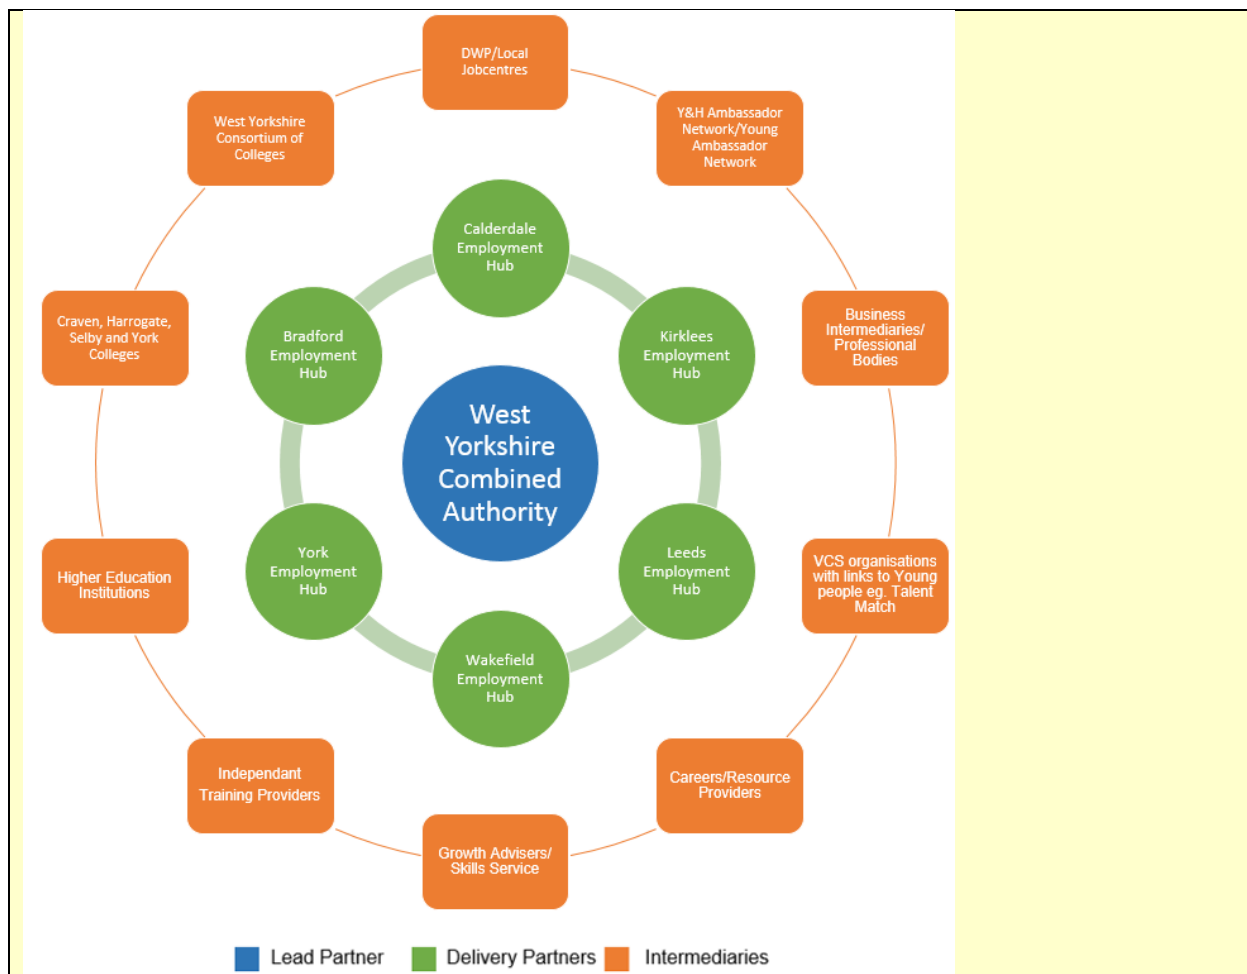 DWP/Local
Jobcentres
West Yorkshire
Consortium of
Colleges
Y&H Ambassador
Network/Young
Ambassador
Network
Calderdale
Employment
Hub
Craven, Harrogate,
Selby and York
Colleges
Bradford
Employment
Hub
Kirklees
Employment
Hub
Business
Intermediaries/
Professional
Bodies
West
Yorkshire
Combined
Authority
Higher Education
Institutions
York
Employment
Hub
Leeds
Employment
Hub
VCS organisations
with links to Young
people eg. Talent
Match
Wakefield
Employment
Hub
Independant
Training Providers
Careers/Resource
Providers
Growth Advisers/
Skills Service
Lead Partner
Delivery Partners
Intermediaries